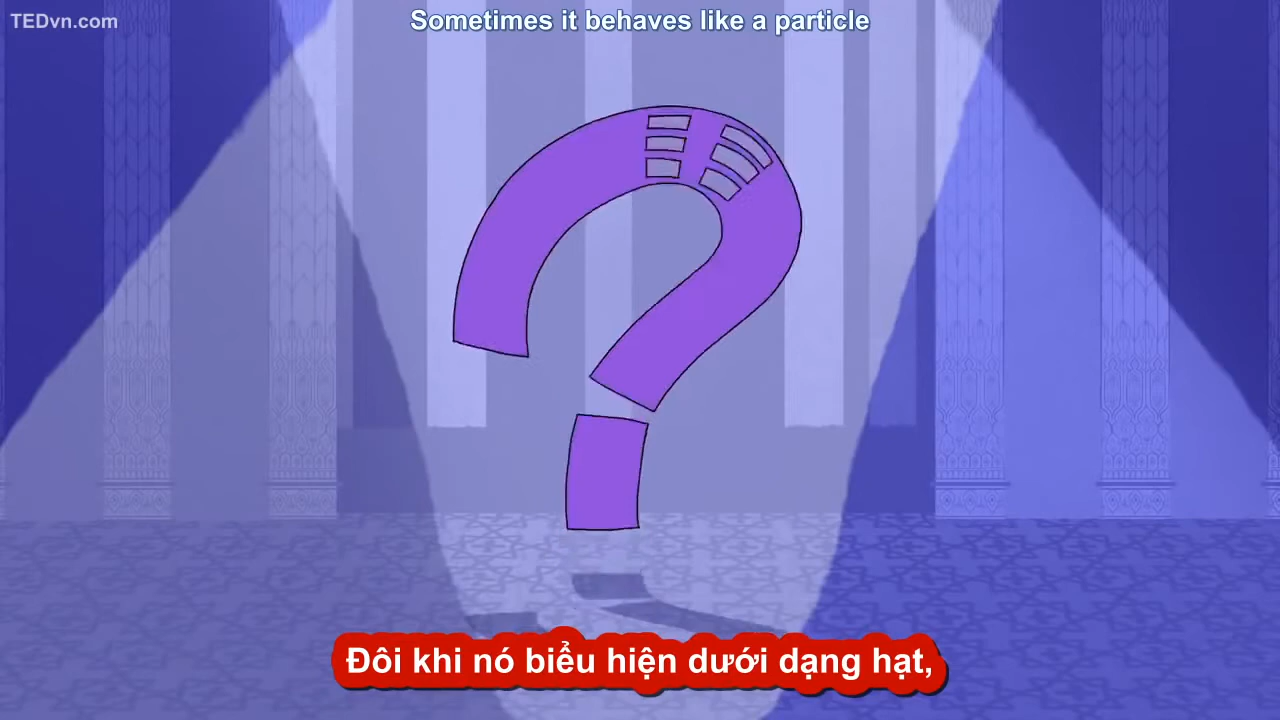 TEDvn.com
Sometimes it behaves like a particle
Đôi khi nó biểu hiện dưới dạng hạt,